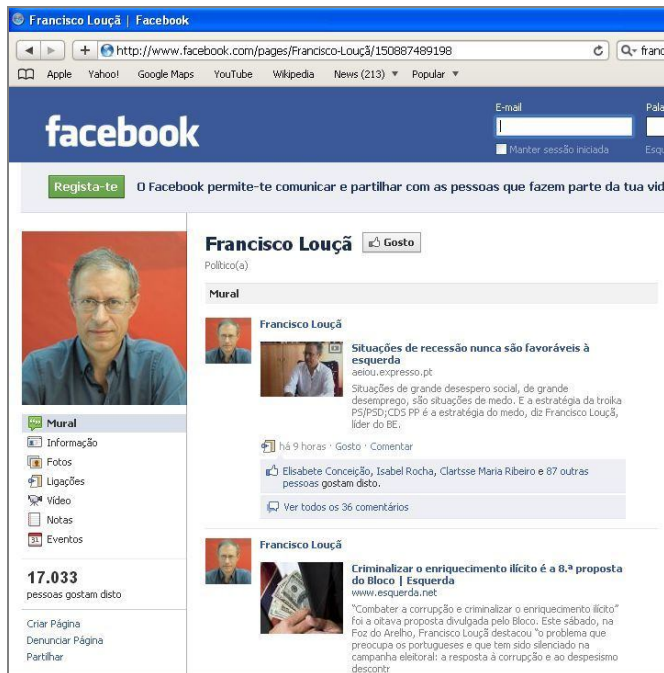 Francisco Louçã | Facebook
http://www.facebook.com/pages/Francisco-Louçã/150887489198
franc
Apple Yahoo! Google Maps YouTube Wikipedia News (213) ▼ Popular ▼
facebook
E-mail
Pala
Manter sessão iniciada
Esqu
Regista-te
O Facebook permite-te comunicar e partilhar com as pessoas que fazem parte da tua vid
Francisco Louçã
Gosto
Político(a)
Mural
Francisco Louçã
Situações de recessão nunca são favoráveis à
esquerda
aeiou.expresso.pt
Situações de grande desespero social, de grande
desemprego, são situações de medo. E a estratégia da troika
PS/PSD;CDS PP é a estratégia do medo, diz Francisco Louçã,
líder do BE.
há 9 horas · Gosto · Comentar
Elisabete Conceição, Isabel Rocha, Clartsse Maria Ribeiro e 87 outras
pessoas gostam disto.
Ver todos os 36 comentários
Francisco Louçã
Criminalizar o enriquecimento ilícito é a 8.ª proposta
do Bloco | Esquerda
www.esquerda.net
"Combater a corrupção e criminalizar o enriquecimento ilícito"
foi a oitava proposta divulgada pelo Bloco. Este sábado, na
Foz do Arelho, Francisco Louçã destacou "o problema que
preocupa os portugueses e que tem sido silenciado na
campanha eleitoral: a resposta à corrupção e ao despesismo
descontr
Mural
Informação
Fotos
Ligações
Vídeo
Notas
31 Eventos
17.033
pessoas gostam disto
Criar Página
Denunciar Página
Partilhar